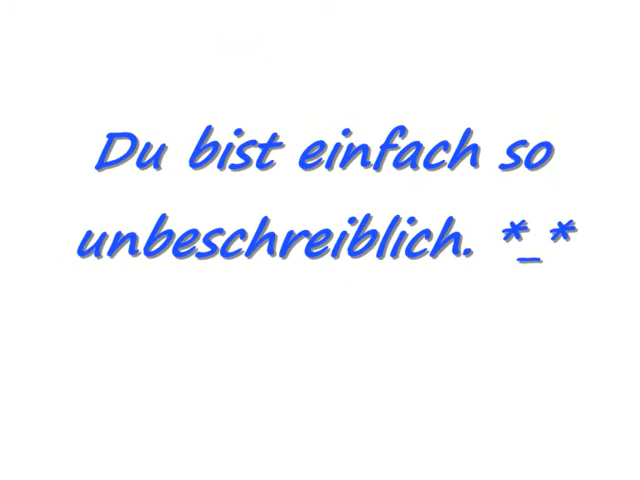 Du bist einfach so
unbeschreiblich. *_*